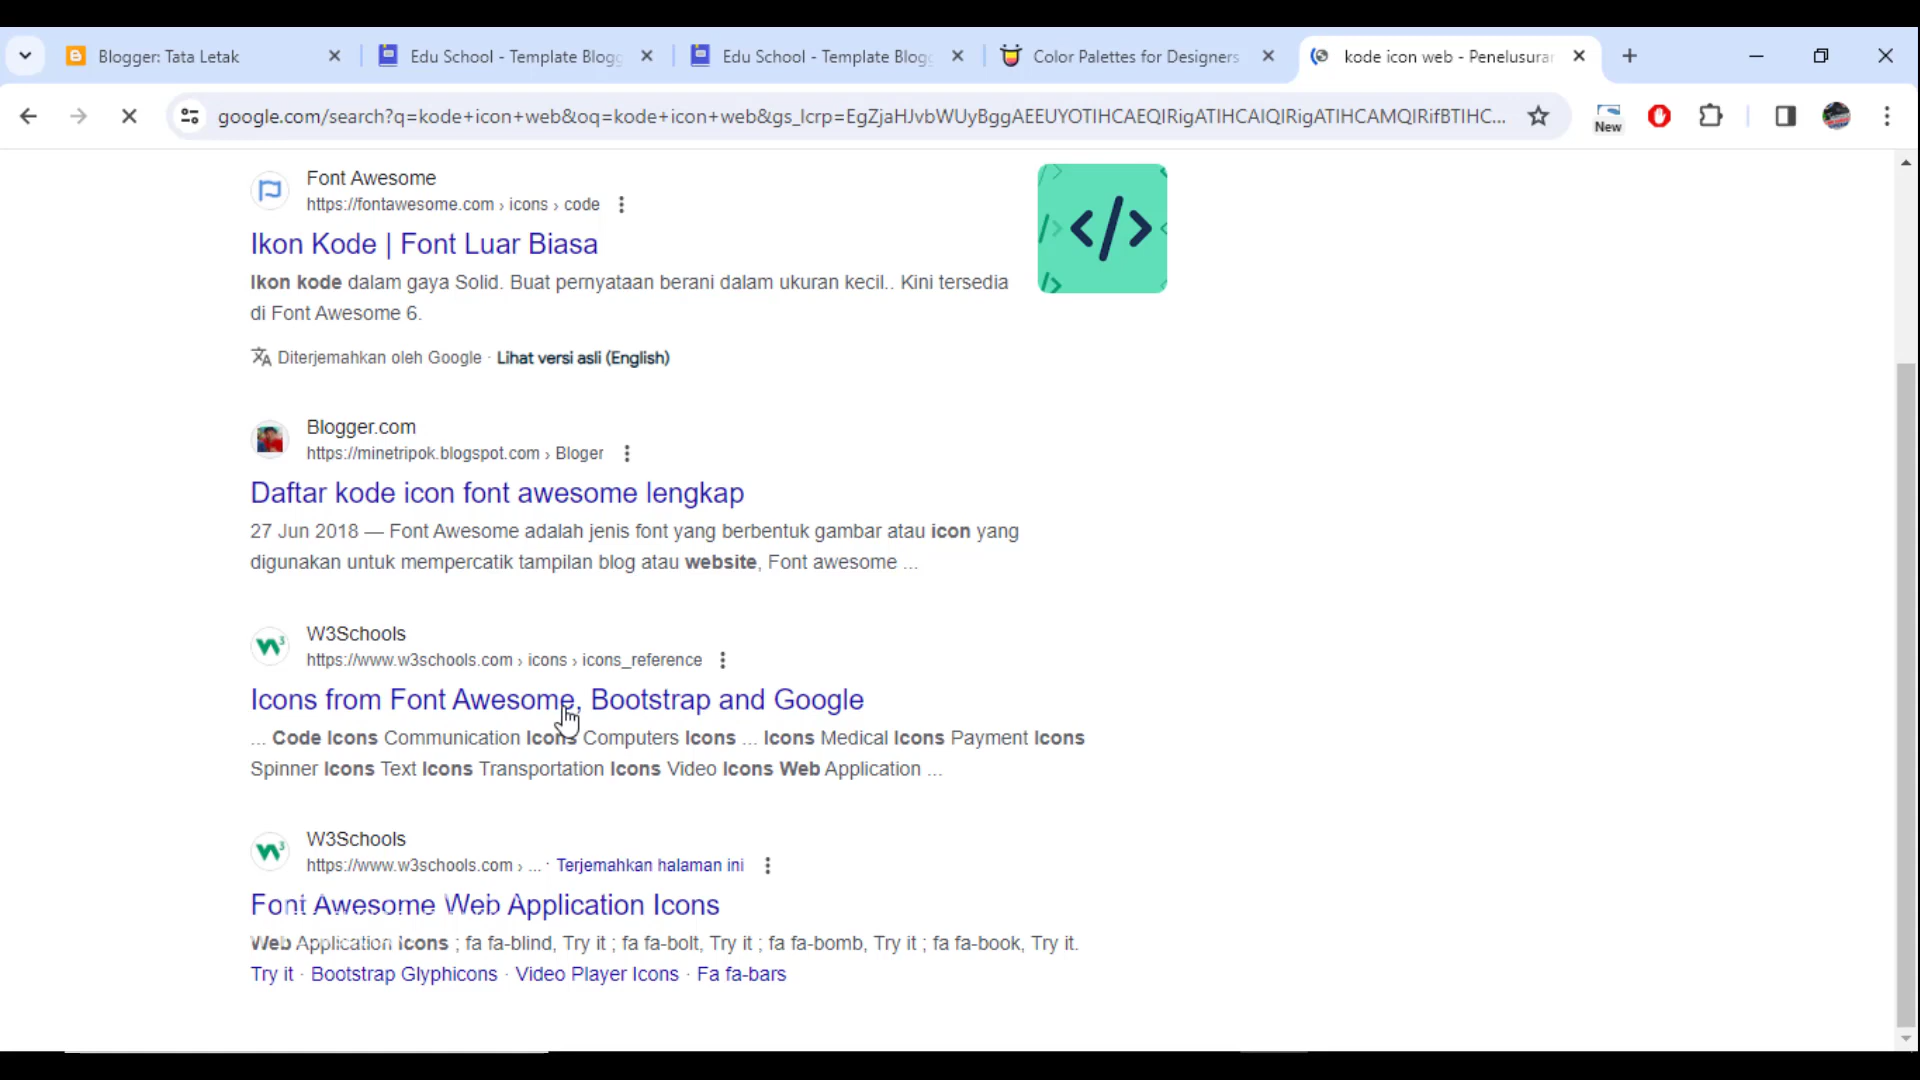 Blogger: Tata Letak
Edu School - Template Blogg
Edu School - Template Blogg
Color Palettes for Designers
kode icon web - Penelusuran
google.com/search?q=kode+icon+web&oq=kode+icon+web&gs_lcrp=EgZjaHJvbWUyBggAEEUYOTIHCAEQIRigATIHCAIQIRigATIHCAMQIRifBTIHC...
New
Font Awesome
https://fontawesome.com › icons › code
Ikon Kode | Font Luar Biasa
Ikon kode dalam gaya Solid. Buat pernyataan berani dalam ukuran kecil.. Kini tersedia
di Font Awesome 6.
Diterjemahkan oleh Google · Lihat versi asli (English)
</>
Blogger.com
https://minetripok.blogspot.com › Bloger
Daftar kode icon font awesome lengkap
27 Jun 2018 — Font Awesome adalah jenis font yang berbentuk gambar atau icon yang
digunakan untuk mempercatik tampilan blog atau website, Font awesome ...
W3Schools
https://www.w3schools.com › icons › icons_reference
Icons from Font Awesome, Bootstrap and Google
... Code Icons Communication Icons Computers Icons ... Icons Medical Icons Payment Icons
Spinner Icons Text Icons Transportation Icons Video Icons Web Application ...
W3Schools
https://www.w3schools.com › ... · Terjemahkan halaman ini
Font Awesome Web Application Icons
Web Application Icons ; fa fa-blind, Try it ; fa fa-bolt, Try it ; fa fa-bomb, Try it ; fa fa-book, Try it.
Try it · Bootstrap Glyphicons · Video Player Icons · Fa fa-bars